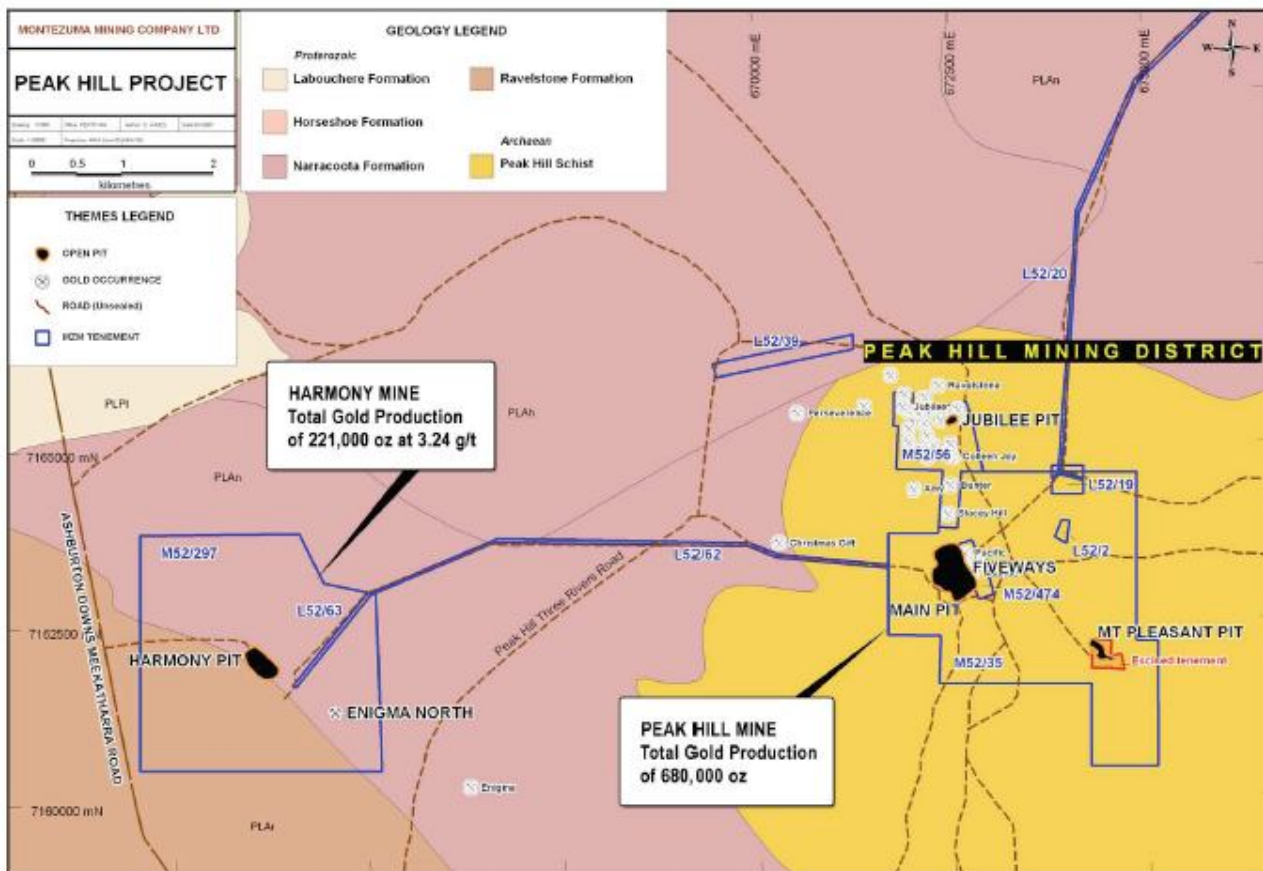 MONTEZUMA MINING COMPANY LTD
PEAK HILL PROJECT
0 0.5 1 2
kilometres
GEOLOGY LEGEND
Proterozoic
Labouchere Formation
Ravelstone Formation
Horseshoe Formation
Archaean
Narracoota Formation
Peak Hill Schist
THEMES LEGEND
OPEN PIT
GOLD OCCURRENCE
ROAD (Unsealed)
MZM TENEMENT
670000 mE
672500 mE
N
W E
S
PLAn
L52/20
L52/39
PEAK HILL MINING DISTRICT
HARMONY MINE
Total Gold Production
of 221,000 oz at 3.24 g/t
PLPl
PLAh
PLAn
Ravelstone
Jubilee
Perseverence
JUBILEE PIT
M52/56
Colleen Joy
7165000 mN
L52/19
Bunter
Stacey Hill
L52/2
M52/297
L52/62
Christmas Gift
Pacific
FIVEWAYS
L52/63
Peak Hill Three Rivers Road
MAIN PIT
M52/474
7162500 mN
HARMONY PIT
MT PLEASANT PIT
M52/35
Excised tenement
ASHBURTON DOWNS MEEKATHARRA ROAD
ENIGMA NORTH
PEAK HILL MINE
Total Gold Production
of 680,000 oz
Enigma
7160000 mN
PLAr